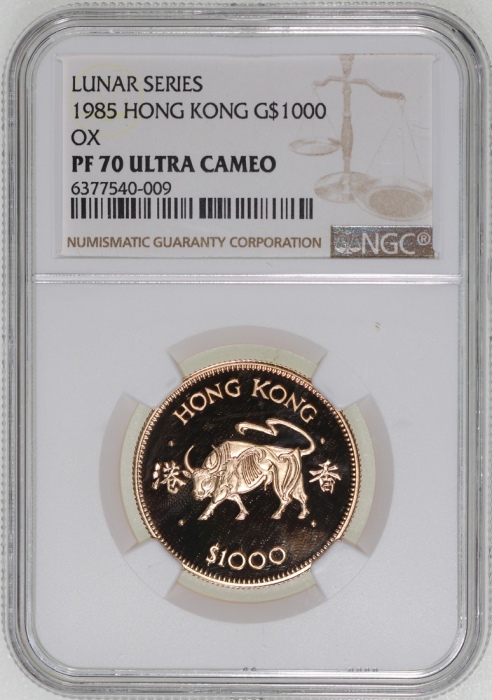 LUNAR SERIES
1985 HONG KONG G$1000
OX
PF 70 ULTRA CAMEO
6377540-009
NUMISMATIC GUARANTY CORPORATION
NGC®
HONG KONG
港 香
$1000